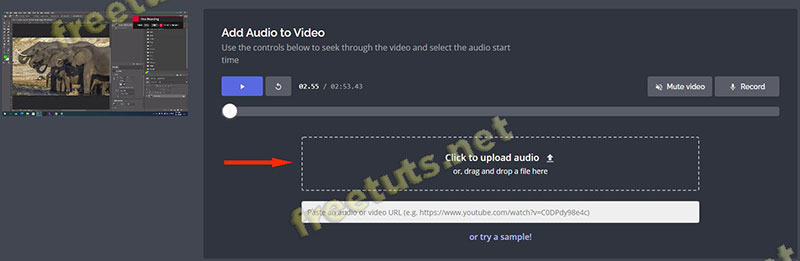 Add Audio to Video
Use the controls below to seek through the video and select the audio start
time
02.55 / 02:53.43
Mute video
Record
Click to upload audio
or, drag and drop a file here
Paste an audio or video URL (e.g. https://www.youtube.com/watch?v=C0DPdy98e4c)
or try a sample!
freetuts.net
freetuts.net
freetuts.net